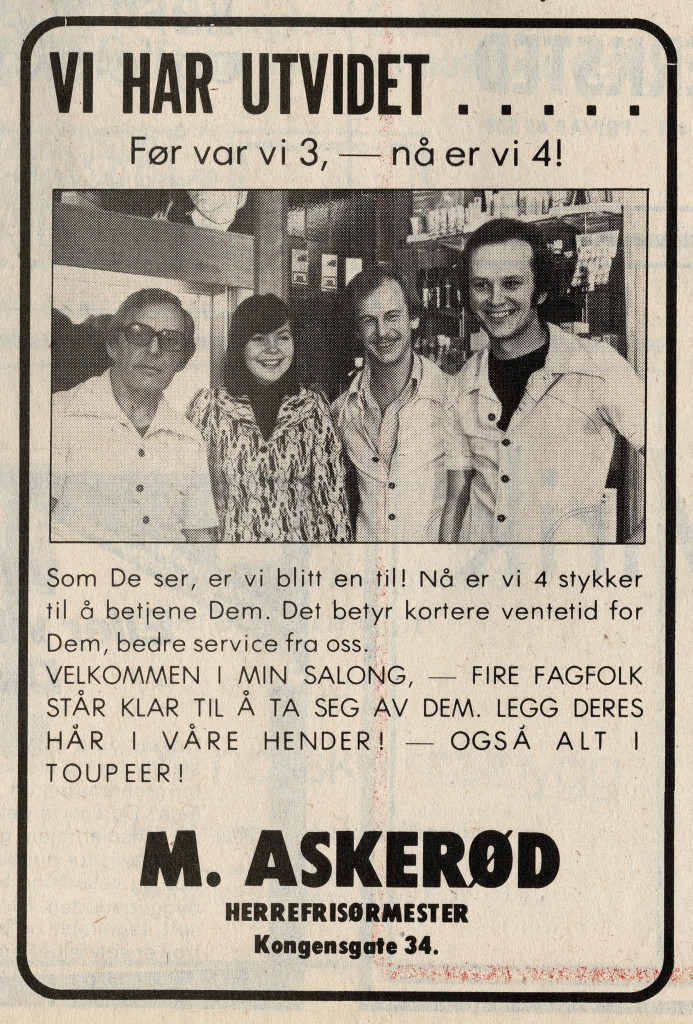 VI HAR UTVIDET . . . . .
Før var vi 3, — nå er vi 4!
Som De ser, er vi blitt en til! Nå er vi 4 stykker
til å betjene Dem. Det betyr kortere ventetid for
Dem, bedre service fra oss.
VELKOMMEN I MIN SALONG, — FIRE FAGFOLK
STÅR KLAR TIL Å TA SEG AV DEM. LEGG DERES
HÅR I VÅRE HENDER! — OGSÅ ALT I
TOUPEER!
M. ASKERØD
HERREFRISØRMESTER
Kongensgate 34.